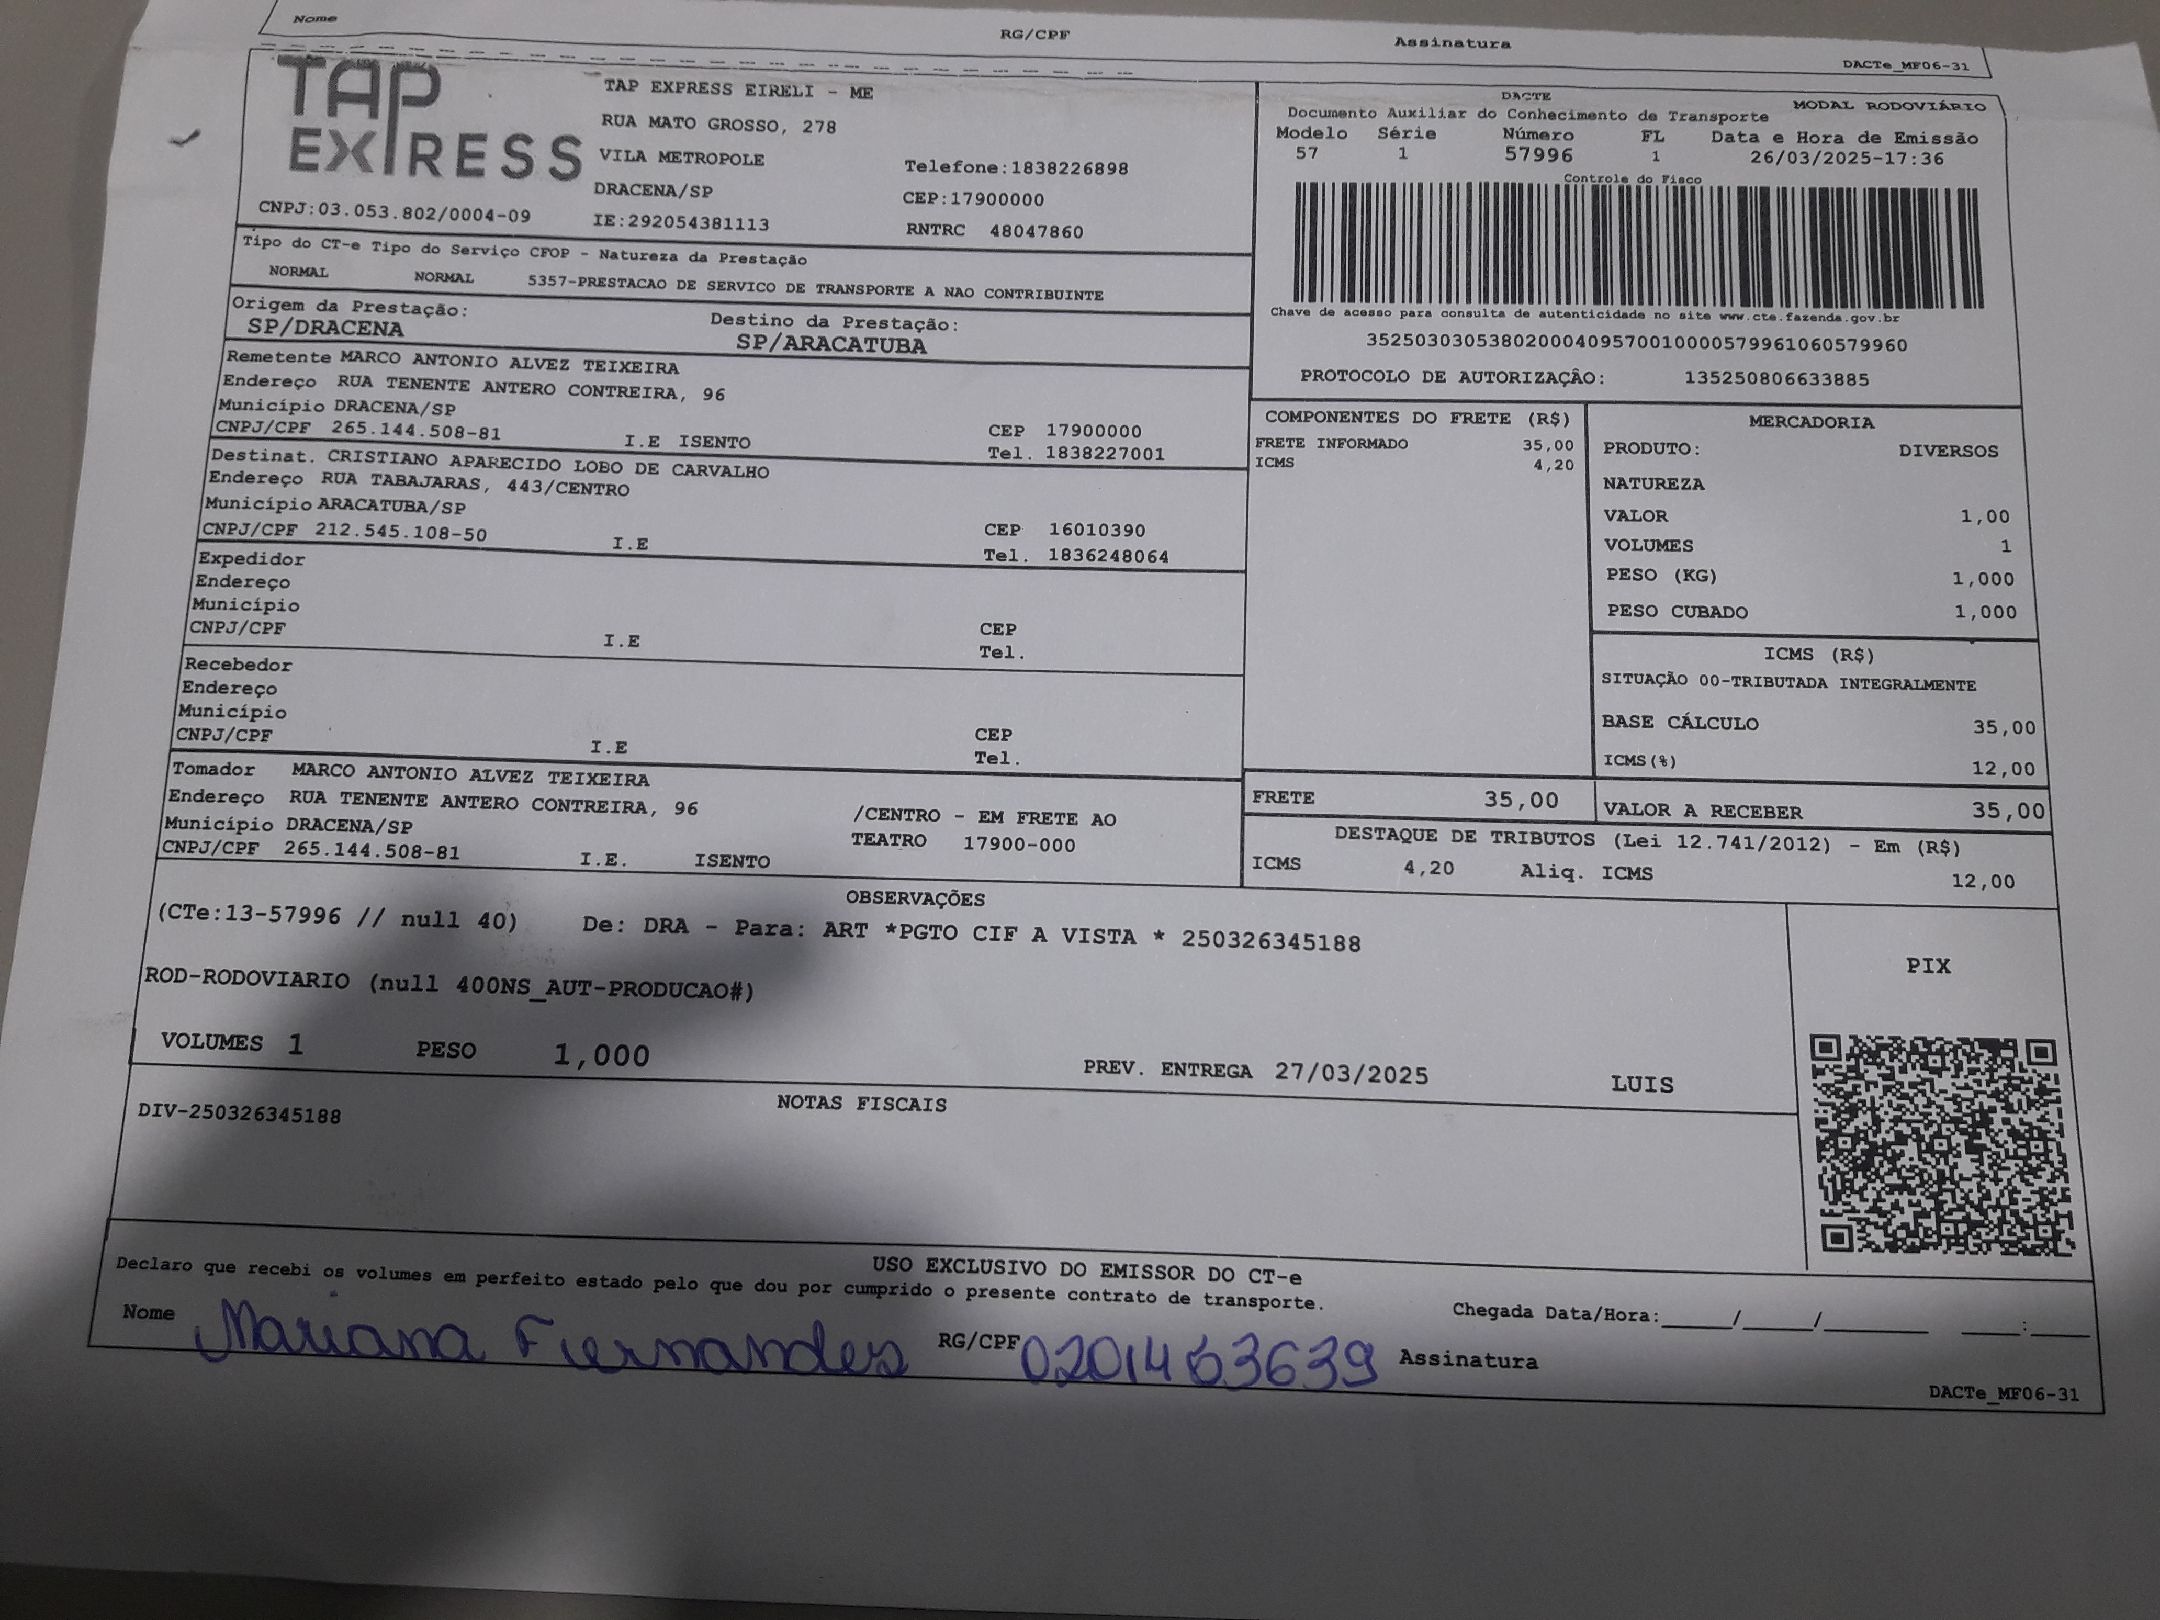 Nome RG/CPF Assinatura
DACTe_MF06-31
TAP EXPRESS
TAP EXPRESS EIRELI - ME
RUA MATO GROSSO, 278
VILA METROPOLE Telefone:1838226898
DRACENA/SP CEP:17900000
CNPJ:03.053.802/0004-09 IE:292054381113 RNTRC 48047860
DACTE MODAL RODOVIÁRIO
Documento Auxiliar do Conhecimento de Transporte
Modelo Série Número FL Data e Hora de Emissão
57 1 57996 1 26/03/2025-17:36
Controle do Fisco
Chave de acesso para consulta de autenticidade no site www.cte.fazenda.gov.br
35250303053802000409570010000579961060579960
PROTOCOLO DE AUTORIZAÇÂO: 135250806633885
Tipo do CT-e Tipo do Serviço CFOP - Natureza da Prestação
NORMAL NORMAL 5357-PRESTACAO DE SERVICO DE TRANSPORTE A NAO CONTRIBUINTE
Origem da Prestação: Destino da Prestação:
SP/DRACENA SP/ARACATUBA
Remetente MARCO ANTONIO ALVEZ TEIXEIRA
Endereço RUA TENENTE ANTERO CONTREIRA, 96
Município DRACENA/SP CEP 17900000
CNPJ/CPF 265.144.508-81 I.E ISENTO Tel. 1838227001
Destinat. CRISTIANO APARECIDO LOBO DE CARVALHO
Endereço RUA TABAJARAS, 443/CENTRO
Município ARACATUBA/SP CEP 16010390
CNPJ/CPF 212.545.108-50 I.E Tel. 1836248064
Expedidor
Endereço
Município CEP
CNPJ/CPF I.E Tel.
Recebedor
Endereço
Município CEP
CNPJ/CPF I.E Tel.
Tomador MARCO ANTONIO ALVEZ TEIXEIRA
Endereço RUA TENENTE ANTERO CONTREIRA, 96 /CENTRO - EM FRETE AO
Município DRACENA/SP TEATRO 17900-000
CNPJ/CPF 265.144.508-81 I.E. ISENTO
COMPONENTES DO FRETE (R$)
FRETE INFORMADO 35,00
ICMS 4,20
MERCADORIA
PRODUTO: DIVERSOS
NATUREZA
VALOR 1,00
VOLUMES 1
PESO (KG) 1,000
PESO CUBADO 1,000
ICMS (R$)
SITUAÇÃO 00-TRIBUTADA INTEGRALMENTE
BASE CÁLCULO 35,00
ICMS(%) 12,00
FRETE 35,00 VALOR A RECEBER 35,00
DESTAQUE DE TRIBUTOS (Lei 12.741/2012) - Em (R$)
ICMS 4,20 Aliq. ICMS 12,00
OBSERVAÇÕES
(CTe:13-57996 // null 40) De: DRA - Para: ART *PGTO CIF A VISTA * 250326345188
ROD-RODOVIARIO (null 400NS_AUT-PRODUCAO#)
VOLUMES 1 PESO 1,000 PREV. ENTREGA 27/03/2025 LUIS
PIX
NOTAS FISCAIS
DIV-250326345188
USO EXCLUSIVO DO EMISSOR DO CT-e
Declaro que recebi os volumes em perfeito estado pelo que dou por cumprido o presente contrato de transporte.
Chegada Data/Hora:_____/_____/_______ ____:____
Nome Mariana Fernandes RG/CPF 0201463639 Assinatura
DACTe_MF06-31